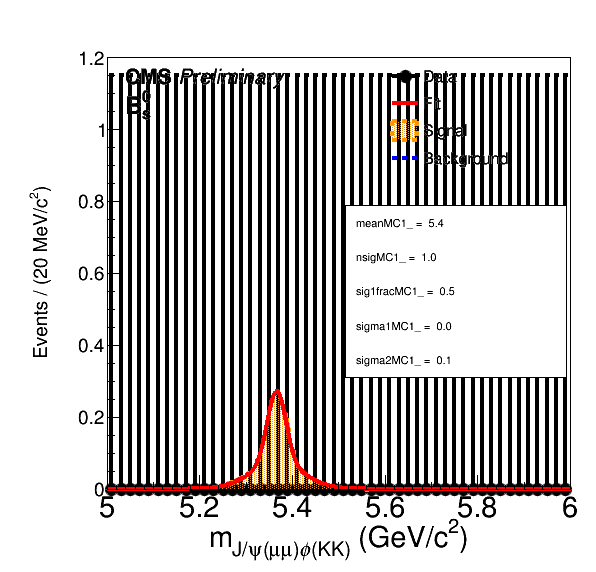 CMS Preliminary
B⁰ₛ
Data
Fit
Signal
Background
meanMC1_ = 5.4
nsigMC1_ = 1.0
sig1fracMC1_ = 0.5
sigma1MC1_ = 0.0
sigma2MC1_ = 0.1
Events / (20 MeV/c²)
1.2
1
0.8
0.6
0.4
0.2
0
5 5.2 5.4 5.6 5.8 6
m_J/ψ(μμ)ϕ(KK) (GeV/c²)